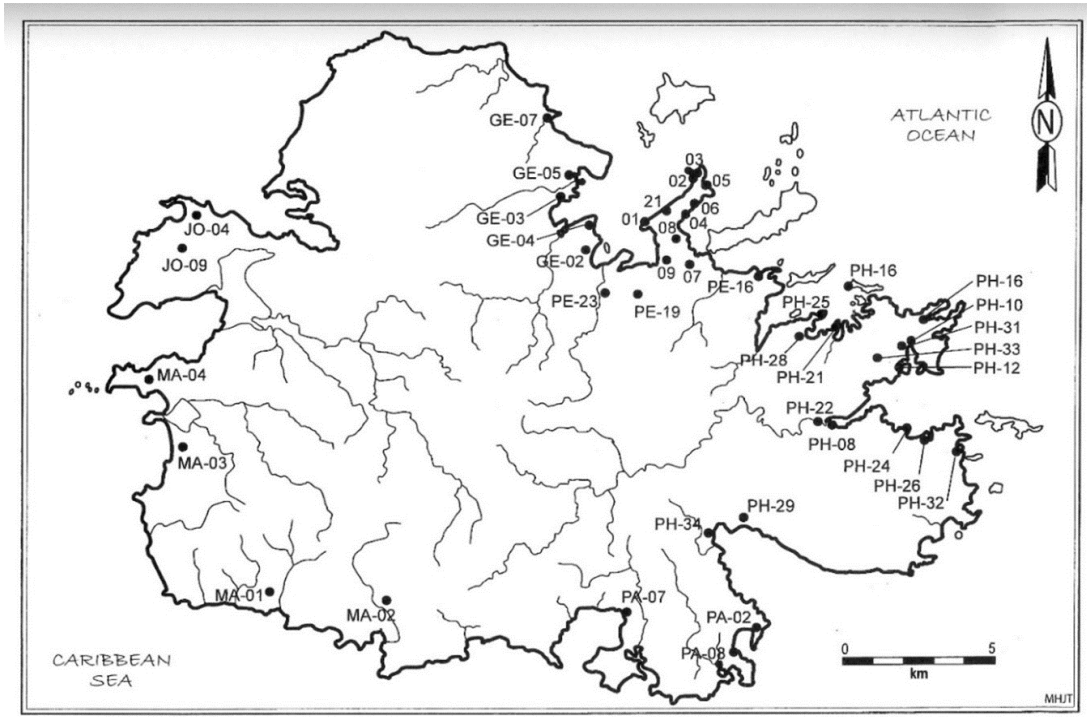 ATLANTIC
OCEAN
N
GE-07
GE-05
GE-03
GE-04
GE-02
03
02
05
21
01
06
04
08
09
07
JO-04
JO-09
PE-16
PE-23
PE-19
PH-16
PH-25
PH-16
PH-10
PH-31
PH-33
PH-12
PH-28
PH-21
MA-04
PH-22
PH-08
MA-03
PH-24
PH-26
PH-32
PH-29
PH-34
MA-01
MA-02
PA-07
PA-02
PA-08
CARIBBEAN
SEA
0 5
km
MHJT